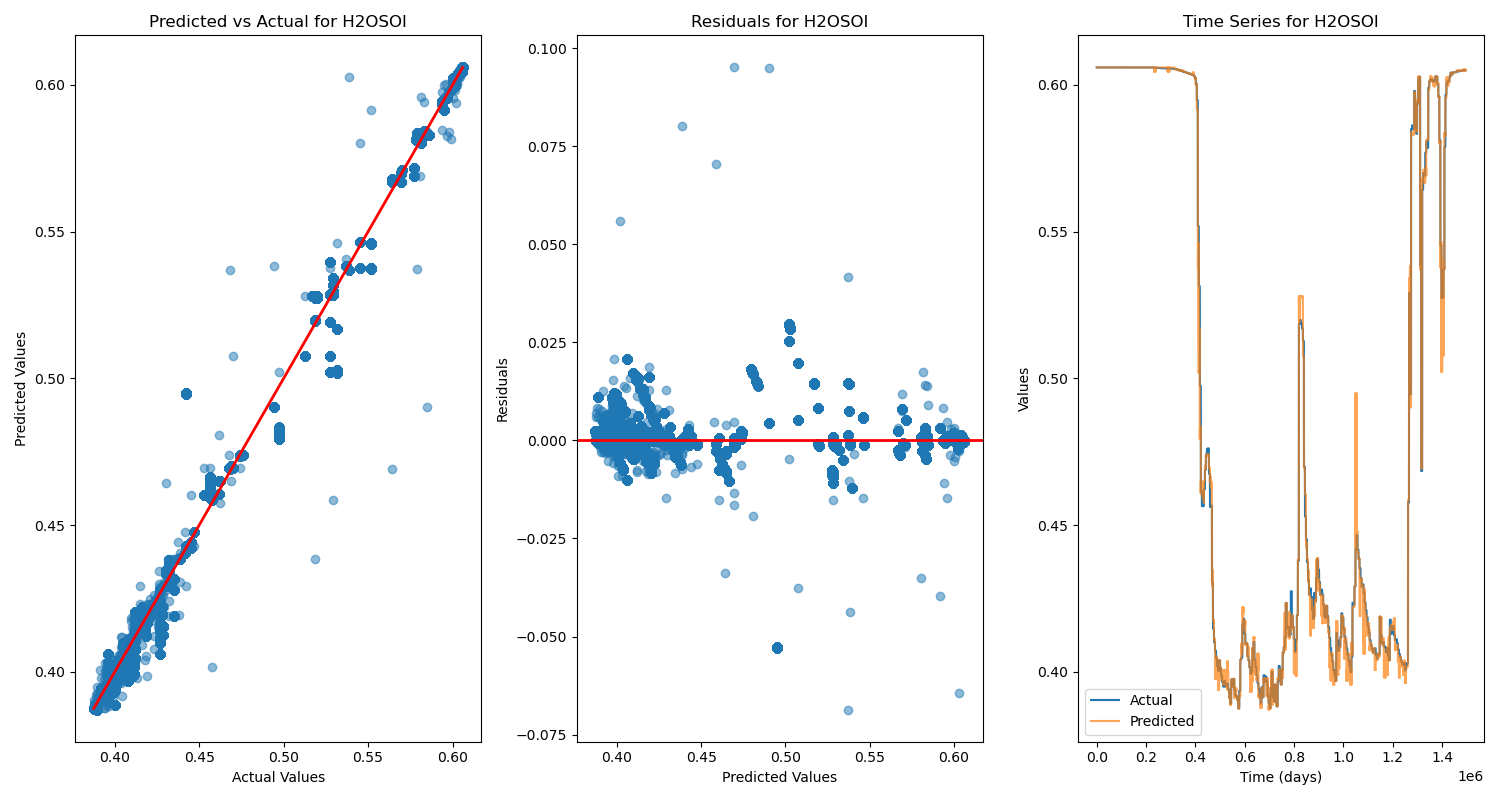 Predicted vs Actual for H2OSOI
Predicted Values
0.60
0.55
0.50
0.45
0.40
0.40 0.45 0.50 0.55 0.60
Actual Values
Residuals for H2OSOI
Residuals
0.100
0.075
0.050
0.025
0.000
−0.025
−0.050
−0.075
0.40 0.45 0.50 0.55 0.60
Predicted Values
Time Series for H2OSOI
Values
0.60
0.55
0.50
0.45
0.40
Actual
Predicted
0.0 0.2 0.4 0.6 0.8 1.0 1.2 1.4
1e6
Time (days)